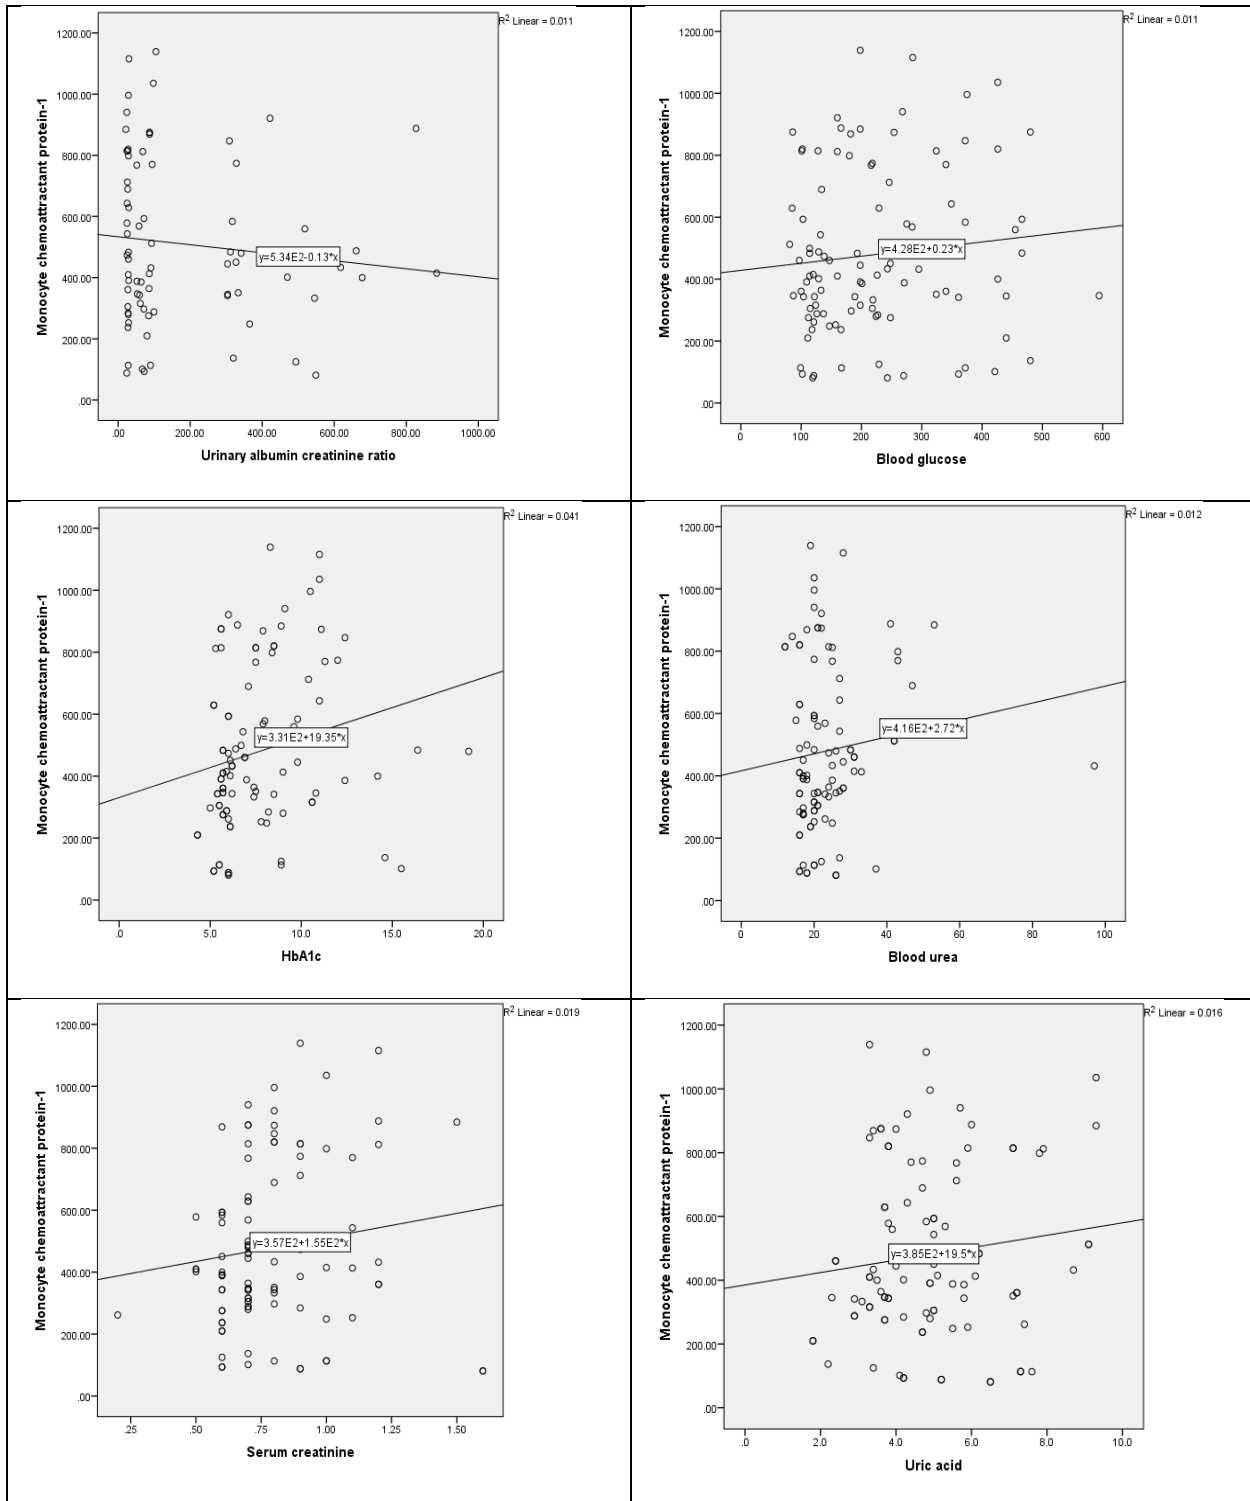 R2 Linear = 0.011
1200.00
1000.00
800.00
600.00
400.00
200.00
.00
Monocyte chemoattractant protein-1
y=5.34E2-0.13*x
.00 200.00 400.00 600.00 800.00 1000.00
Urinary albumin creatinine ratio
R2 Linear = 0.011
1200.00
1000.00
800.00
600.00
400.00
200.00
.00
Monocyte chemoattractant protein-1
y=4.28E2+0.23*x
0 100 200 300 400 500 600
Blood glucose
R2 Linear = 0.041
1200.00
1000.00
800.00
600.00
400.00
200.00
.00
Monocyte chemoattractant protein-1
y=3.31E2+19.35*x
.0 5.0 10.0 15.0 20.0
HbA1c
R2 Linear = 0.012
1200.00
1000.00
800.00
600.00
400.00
200.00
.00
Monocyte chemoattractant protein-1
y=4.16E2+2.72*x
0 20 40 60 80 100
Blood urea
R2 Linear = 0.019
1200.00
1000.00
800.00
600.00
400.00
200.00
.00
Monocyte chemoattractant protein-1
y=3.57E2+1.55E2*x
.25 .50 .75 1.00 1.25 1.50
Serum creatinine
R2 Linear = 0.016
1200.00
1000.00
800.00
600.00
400.00
200.00
.00
Monocyte chemoattractant protein-1
y=3.85E2+19.5*x
.0 2.0 4.0 6.0 8.0 10.0
Uric acid